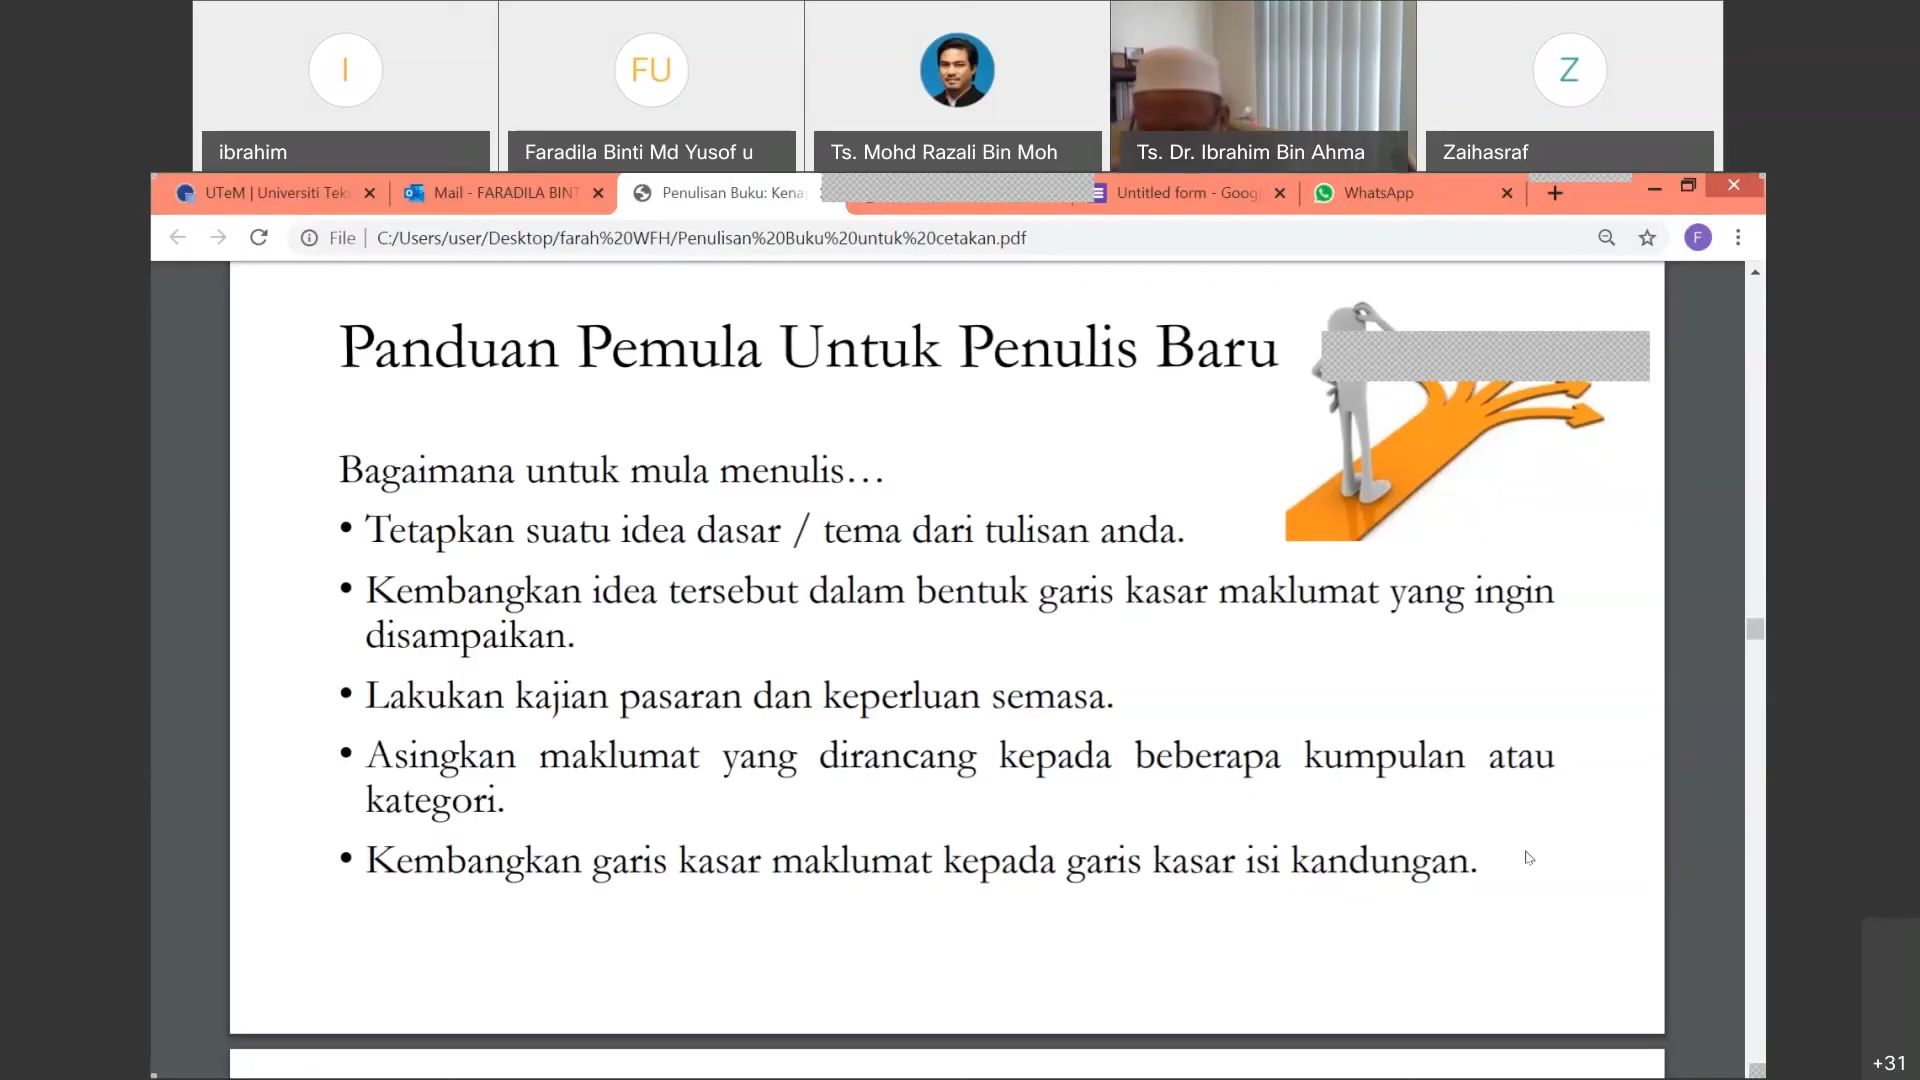 I
FU
Z
ibrahim
Faradila Binti Md Yusof u
Ts. Mohd Razali Bin Moh
Ts. Dr. Ibrahim Bin Ahma
Zaihasraf
UTeM | Universiti Tek
Mail - FARADILA BINT
Penulisan Buku: Kena
Untitled form - Goog
WhatsApp
File
C:/Users/user/Desktop/farah%20WFH/Penulisan%20Buku%20untuk%20cetakan.pdf
F
Panduan Pemula Untuk Penulis Baru
Bagaimana untuk mula menulis…
• Tetapkan suatu idea dasar / tema dari tulisan anda.
• Kembangkan idea tersebut dalam bentuk garis kasar maklumat yang ingin
disampaikan.
• Lakukan kajian pasaran dan keperluan semasa.
• Asingkan maklumat yang dirancang kepada beberapa kumpulan atau
kategori.
• Kembangkan garis kasar maklumat kepada garis kasar isi kandungan.
+31